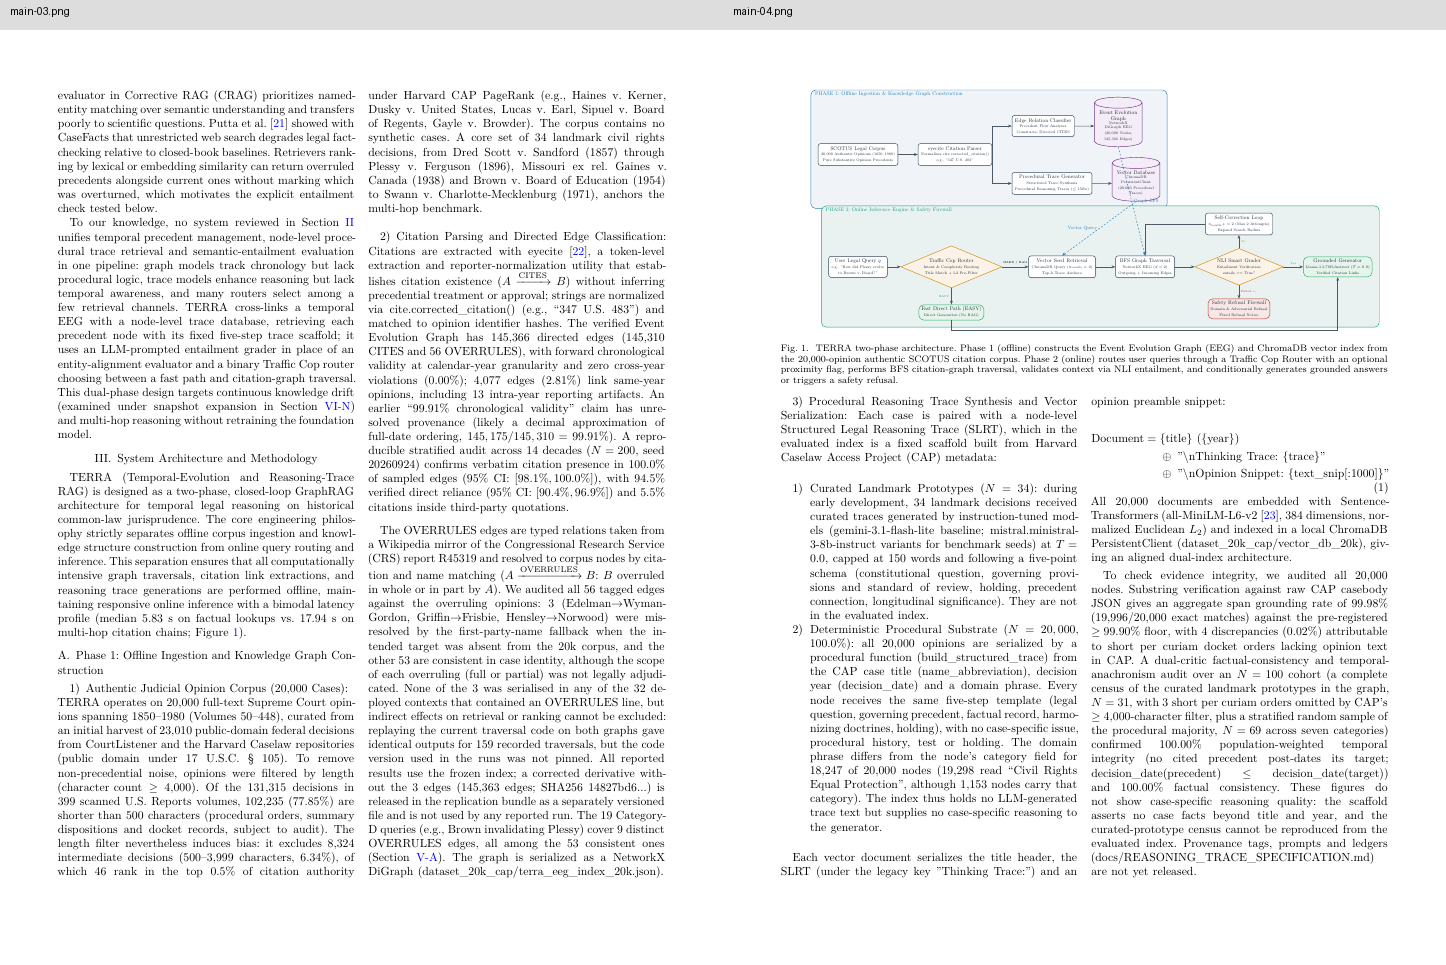 main-03.png
main-04.png
evaluator in Corrective RAG (CRAG) prioritizes named-
entity matching over semantic understanding and transfers
poorly to scientific questions. Putta et al. [21] showed with
CaseFacts that unrestricted web search degrades legal fact-
checking relative to closed-book baselines. Retrievers rank-
ing by lexical or embedding similarity can return overruled
precedents alongside current ones without marking which
was overturned, which motivates the explicit entailment
check tested below.
To our knowledge, no system reviewed in Section II
unifies temporal precedent management, node-level proce-
dural trace retrieval and semantic-entailment evaluation
in one pipeline: graph models track chronology but lack
procedural logic, trace models enhance reasoning but lack
temporal awareness, and many routers select among a
few retrieval channels. TERRA cross-links a temporal
EEG with a node-level trace database, retrieving each
precedent node with its fixed five-step trace scaffold; it
uses an LLM-prompted entailment grader in place of an
entity-alignment evaluator and a binary Traffic Cop router
choosing between a fast path and citation-graph traversal.
This dual-phase design targets continuous knowledge drift
(examined under snapshot expansion in Section VI-N)
and multi-hop reasoning without retraining the foundation
model.
III. System Architecture and Methodology
TERRA (Temporal-Evolution and Reasoning-Trace
RAG) is designed as a two-phase, closed-loop GraphRAG
architecture for temporal legal reasoning on historical
common-law jurisprudence. The core engineering philos-
ophy strictly separates offline corpus ingestion and knowl-
edge structure construction from online query routing and
inference. This separation ensures that all computationally
intensive graph traversals, citation link extractions, and
reasoning trace generations are performed offline, main-
taining responsive online inference with a bimodal latency
profile (median 5.83 s on factual lookups vs. 17.94 s on
multi-hop citation chains; Figure 1).
A. Phase 1: Offline Ingestion and Knowledge Graph Con-
struction
1) Authentic Judicial Opinion Corpus (20,000 Cases):
TERRA operates on 20,000 full-text Supreme Court opin-
ions spanning 1850–1980 (Volumes 50–448), curated from
an initial harvest of 23,010 public-domain federal decisions
from CourtListener and the Harvard Caselaw repositories
(public domain under 17 U.S.C. § 105). To remove
non-precedential noise, opinions were filtered by length
(character count ≥ 4,000). Of the 131,315 decisions in
399 scanned U.S. Reports volumes, 102,235 (77.85%) are
shorter than 500 characters (procedural orders, summary
dispositions and docket records, subject to audit). The
length filter nevertheless induces bias: it excludes 8,324
intermediate decisions (500–3,999 characters, 6.34%), of
which 46 rank in the top 0.5% of citation authority
under Harvard CAP PageRank (e.g., Haines v. Kerner,
Dusky v. United States, Lucas v. Earl, Sipuel v. Board
of Regents, Gayle v. Browder). The corpus contains no
synthetic cases. A core set of 34 landmark civil rights
decisions, from Dred Scott v. Sandford (1857) through
Plessy v. Ferguson (1896), Missouri ex rel. Gaines v.
Canada (1938) and Brown v. Board of Education (1954)
to Swann v. Charlotte-Mecklenburg (1971), anchors the
multi-hop benchmark.
2) Citation Parsing and Directed Edge Classification:
Citations are extracted with eyecite [22], a token-level
extraction and reporter-normalization utility that estab-
lishes citation existence (A CITES→ B) without inferring
precedential treatment or approval; strings are normalized
via cite.corrected_citation() (e.g., “347 U.S. 483”) and
matched to opinion identifier hashes. The verified Event
Evolution Graph has 145,366 directed edges (145,310
CITES and 56 OVERRULES), with forward chronological
validity at calendar-year granularity and zero cross-year
violations (0.00%); 4,077 edges (2.81%) link same-year
opinions, including 13 intra-year reporting artifacts. An
earlier “99.91% chronological validity” claim has unre-
solved provenance (likely a decimal approximation of
full-date ordering, 145,175/145,310 = 99.91%). A repro-
ducible stratified audit across 14 decades (N = 200, seed
20260924) confirms verbatim citation presence in 100.0%
of sampled edges (95% CI: [98.1%, 100.0%]), with 94.5%
verified direct reliance (95% CI: [90.4%, 96.9%]) and 5.5%
citations inside third-party quotations.
The OVERRULES edges are typed relations taken from
a Wikipedia mirror of the Congressional Research Service
(CRS) report R45319 and resolved to corpus nodes by cita-
tion and name matching (A OVERRULES→ B: B overruled
in whole or in part by A). We audited all 56 tagged edges
against the overruling opinions: 3 (Edelman→Wyman-
Gordon, Griffin→Frisbie, Hensley→Norwood) were mis-
resolved by the first-party-name fallback when the in-
tended target was absent from the 20k corpus, and the
other 53 are consistent in case identity, although the scope
of each overruling (full or partial) was not legally adjudi-
cated. None of the 3 was serialised in any of the 32 de-
ployed contexts that contained an OVERRULES line, but
indirect effects on retrieval or ranking cannot be excluded:
replaying the current traversal code on both graphs gave
identical outputs for 159 recorded traversals, but the code
version used in the runs was not pinned. All reported
results use the frozen index; a corrected derivative with-
out the 3 edges (145,363 edges; SHA256 14827bd6...) is
released in the replication bundle as a separately versioned
file and is not used by any reported run. The 19 Category-
D queries (e.g., Brown invalidating Plessy) cover 9 distinct
OVERRULES edges, all among the 53 consistent ones
(Section V-A). The graph is serialized as a NetworkX
DiGraph (dataset_20k_cap/terra_eeg_index_20k.json).
PHASE 1: Offline Ingestion & Knowledge Graph Construction
SCOTUS Legal Corpus
eyecite Citation Parser
Edge Relation Classifier
Procedural Trace Generator
Event Evolution
Graph
Vector Database
PHASE 2: Online Inference Engine & Safety Firewall
Vector Query
User Legal Query q
Traffic Cop Router
Vector Seed Retrieval
BFS Graph Traversal
Self-Correction Loop
NLI Smart Grader
Grounded Generator
Fast Direct Path (EASY)
Safety Refusal Firewall
Fig. 1. TERRA two-phase architecture. Phase 1 (offline) constructs the Event Evolution Graph (EEG) and ChromaDB vector index from
the 20,000-opinion authentic SCOTUS citation corpus. Phase 2 (online) routes user queries through a Traffic Cop Router with an optional
proximity flag, performs BFS citation-graph traversal, validates context via NLI entailment, and conditionally generates grounded answers
or triggers a safety refusal.
3) Procedural Reasoning Trace Synthesis and Vector
Serialization: Each case is paired with a node-level
Structured Legal Reasoning Trace (SLRT), which in the
evaluated index is a fixed scaffold built from Harvard
Caselaw Access Project (CAP) metadata:
1) Curated Landmark Prototypes (N = 34): during
early development, 34 landmark decisions received
curated traces generated by instruction-tuned mod-
els (gemini-3.1-flash-lite baseline; mistral.ministral-
3-8b-instruct variants for benchmark seeds) at T =
0.0, capped at 150 words and following a five-point
schema (constitutional question, governing provi-
sions and standard of review, holding, precedent
connection, longitudinal significance). They are not
in the evaluated index.
2) Deterministic Procedural Substrate (N = 20,000,
100.0%): all 20,000 opinions are serialized by a
procedural function (build_structured_trace) from
the CAP case title (name_abbreviation), decision
year (decision_date) and a domain phrase. Every
node receives the same five-step template (legal
question, governing precedent, factual record, harmo-
nizing doctrines, holding), with no case-specific issue,
procedural history, test or holding. The domain
phrase differs from the node's category field for
18,247 of 20,000 nodes (19,298 read “Civil Rights
Equal Protection”, although 1,153 nodes carry that
category). The index thus holds no LLM-generated
trace text but supplies no case-specific reasoning to
the generator.
Each vector document serializes the title header, the
SLRT (under the legacy key ”Thinking Trace:”) and an
opinion preamble snippet:
Document = {title} ({year})
⊕ ”\nThinking Trace: {trace}”
⊕ ”\nOpinion Snippet: {text_snip[:1000]}”
(1)
All 20,000 documents are embedded with Sentence-
Transformers (all-MiniLM-L6-v2 [23], 384 dimensions, nor-
malized Euclidean L2) and indexed in a local ChromaDB
PersistentClient (dataset_20k_cap/vector_db_20k), giv-
ing an aligned dual-index architecture.
To check evidence integrity, we audited all 20,000
nodes. Substring verification against raw CAP casebody
JSON gives an aggregate span grounding rate of 99.98%
(19,996/20,000 exact matches) against the pre-registered
≥ 99.90% floor, with 4 discrepancies (0.02%) attributable
to short per curiam docket orders lacking opinion text
in CAP. A dual-critic factual-consistency and temporal-
anachronism audit over an N = 100 cohort (a complete
census of the curated landmark prototypes in the graph,
N = 31, with 3 short per curiam orders omitted by CAP's
≥ 4,000-character filter, plus a stratified random sample of
the procedural majority, N = 69 across seven categories)
confirmed 100.00% population-weighted temporal
integrity (no cited precedent post-dates its target;
decision_date(precedent) ≤ decision_date(target))
and 100.00% factual consistency. These figures do
not show case-specific reasoning quality: the scaffold
asserts no case facts beyond title and year, and the
curated-prototype census cannot be reproduced from the
evaluated index. Provenance tags, prompts and ledgers
(docs/REASONING_TRACE_SPECIFICATION.md)
are not yet released.